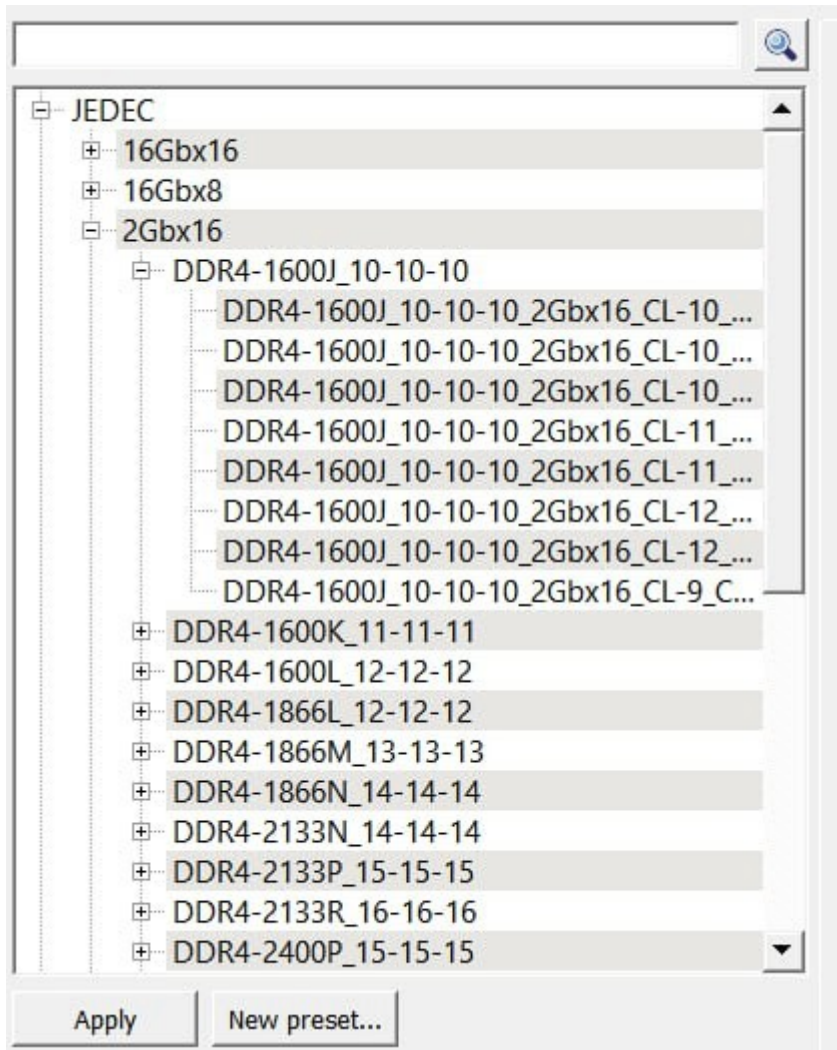 JEDEC
16Gbx16
16Gbx8
2Gbx16
DDR4-1600J_10-10-10
DDR4-1600J_10-10-10_2Gbx16_CL-10_...
DDR4-1600J_10-10-10_2Gbx16_CL-10_...
DDR4-1600J_10-10-10_2Gbx16_CL-10_...
DDR4-1600J_10-10-10_2Gbx16_CL-11_...
DDR4-1600J_10-10-10_2Gbx16_CL-11_...
DDR4-1600J_10-10-10_2Gbx16_CL-12_...
DDR4-1600J_10-10-10_2Gbx16_CL-12_...
DDR4-1600J_10-10-10_2Gbx16_CL-9_C...
DDR4-1600K_11-11-11
DDR4-1600L_12-12-12
DDR4-1866L_12-12-12
DDR4-1866M_13-13-13
DDR4-1866N_14-14-14
DDR4-2133N_14-14-14
DDR4-2133P_15-15-15
DDR4-2133R_16-16-16
DDR4-2400P_15-15-15
Apply New preset...